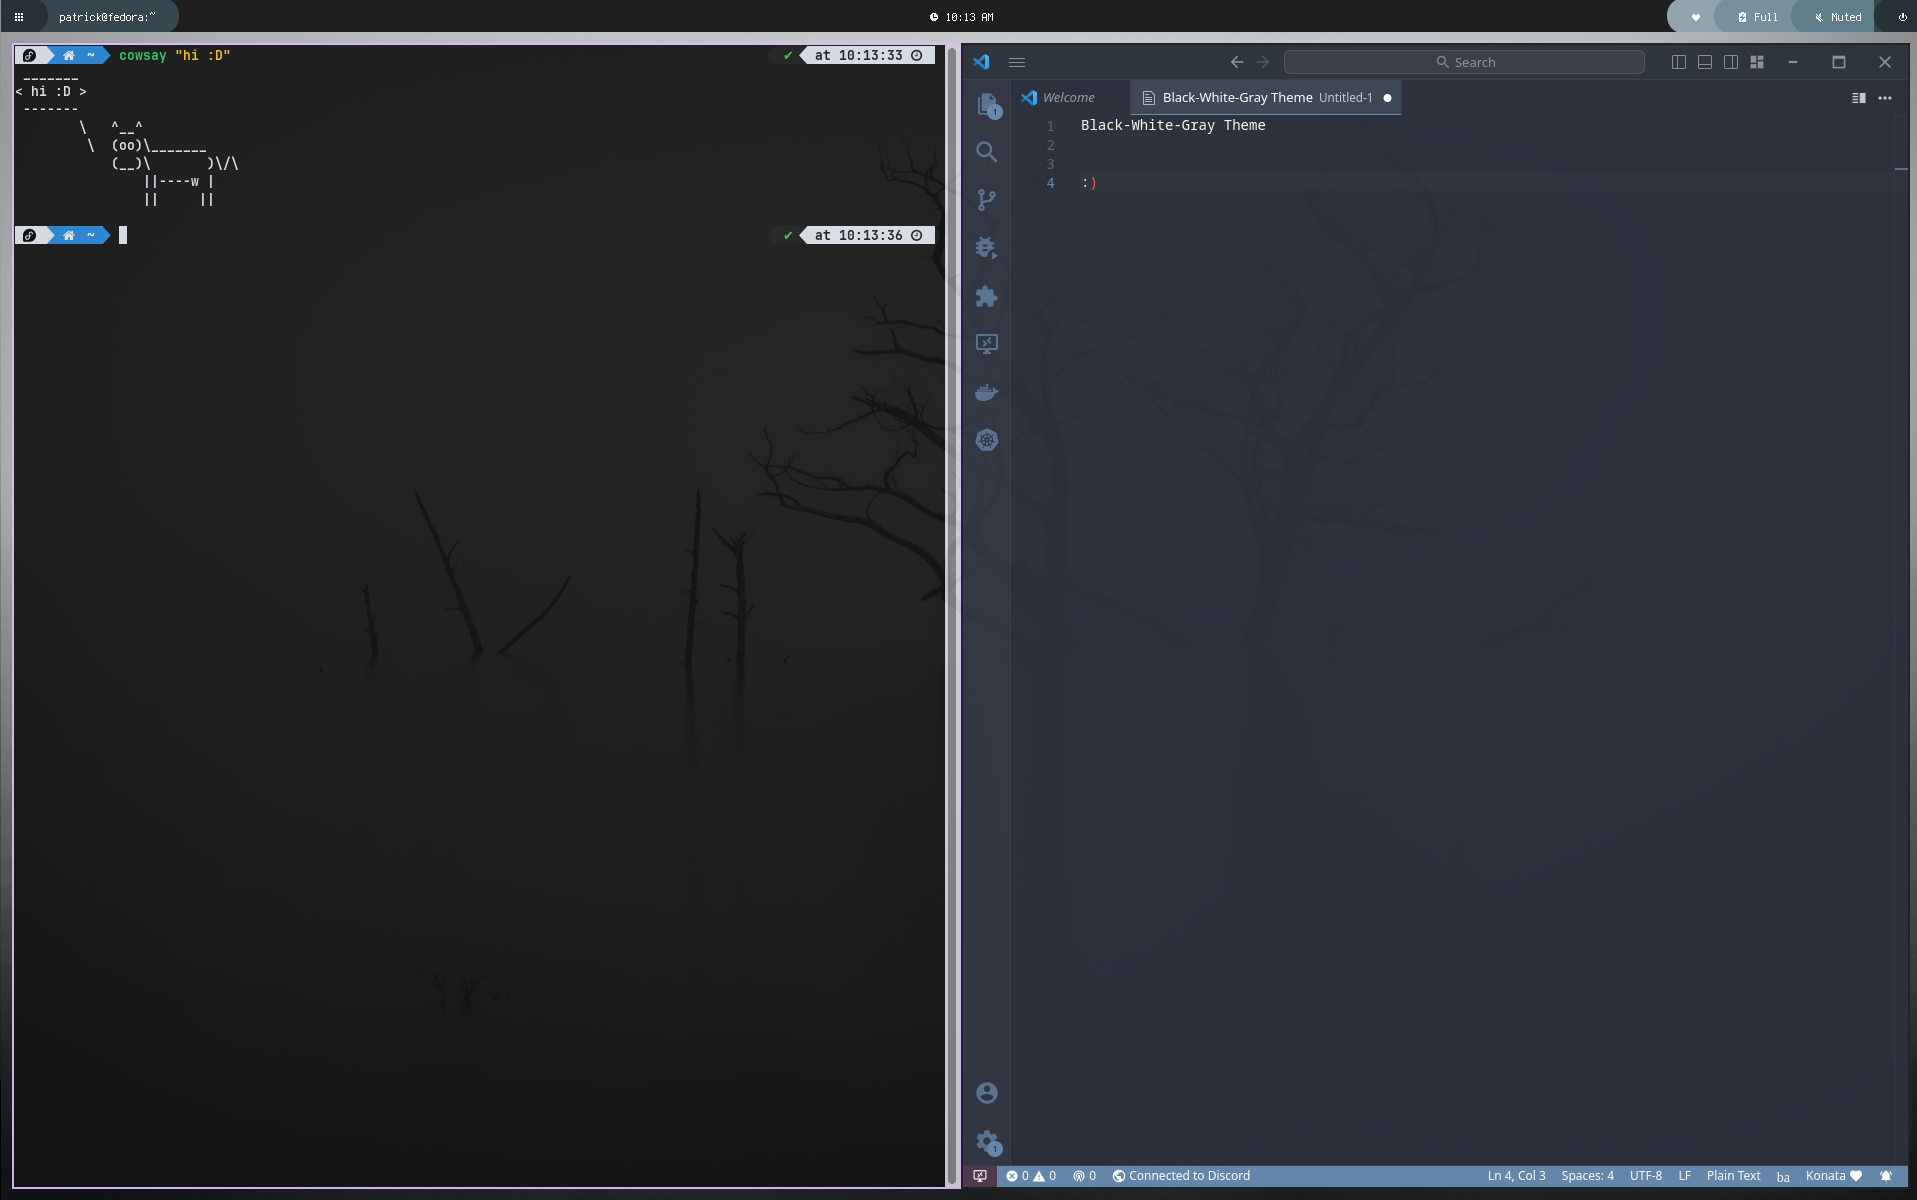 patrick@fedora:~
10:13 AM
Full
Muted
~ cowsay "hi :D"
✔ at 10:13:33
_______
< hi :D >
-------
\   ^__^
\  (oo)\_______
(__)\       )\/\
||----w |
||     ||
~
✔ at 10:13:36
Search
Welcome
Black-White-Gray Theme Untitled-1
1 Black-White-Gray Theme
2
3
4 :)
1
1
0 0 0 Connected to Discord
Ln 4, Col 3 Spaces: 4 UTF-8 LF Plain Text ba Konata